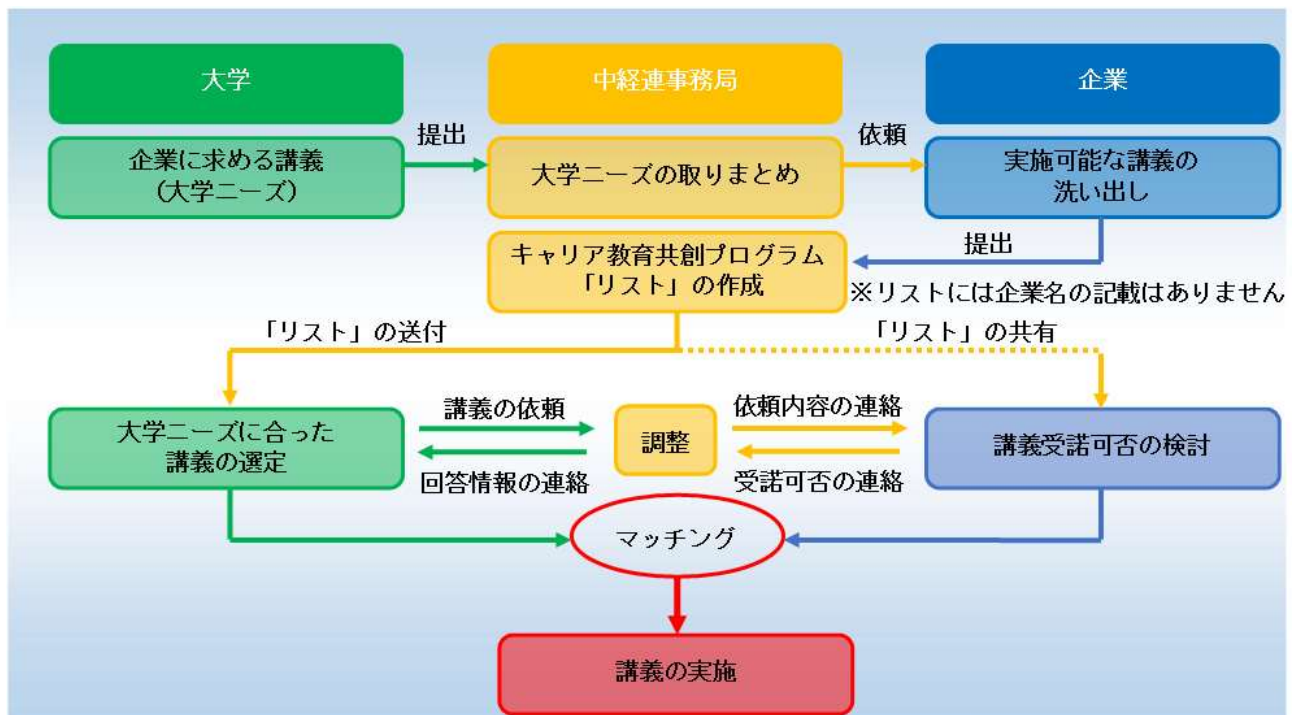 大学
中経連事務局
企業
企業に求める講義
(大学ニーズ)
提出
大学ニーズの取りまとめ
依頼
実施可能な講義の
洗い出し
提出
キャリア教育共創プログラム
「リスト」の作成
※リストには企業名の記載はありません
「リスト」の送付
「リスト」の共有
大学ニーズに合った
講義の選定
講義の依頼
回答情報の連絡
調整
依頼内容の連絡
受諾可否の連絡
講義受諾可否の検討
マッチング
講義の実施